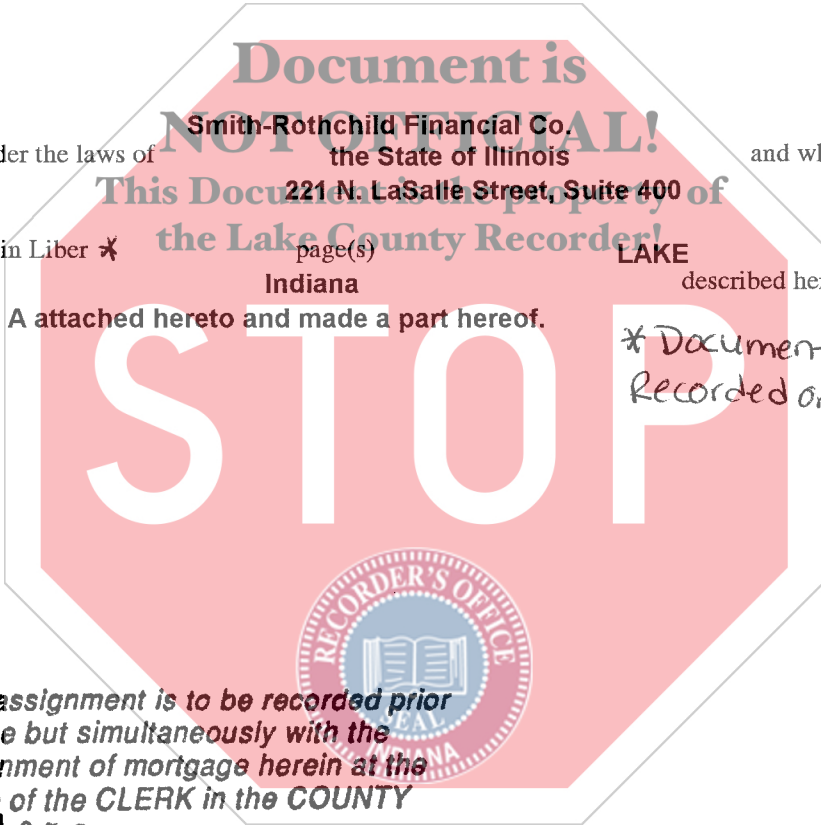 Document is
NOT OFFICIAL!
Smith-Rothchild Financial Co.
der the laws of the State of Illinois and wh
This Document is the property of
221 N. LaSalle Street, Suite 400
the Lake County Recorder!
in Liber * page(s) LAKE
Indiana described her
A attached hereto and made a part hereof.
* Documen
Recorded on
STOP
RECORDER'S OFFICE
SEAL
INDIANA
assignment is to be recorded prior
e but simultaneously with the
nment of mortgage herein at the
of the CLERK in the COUNTY